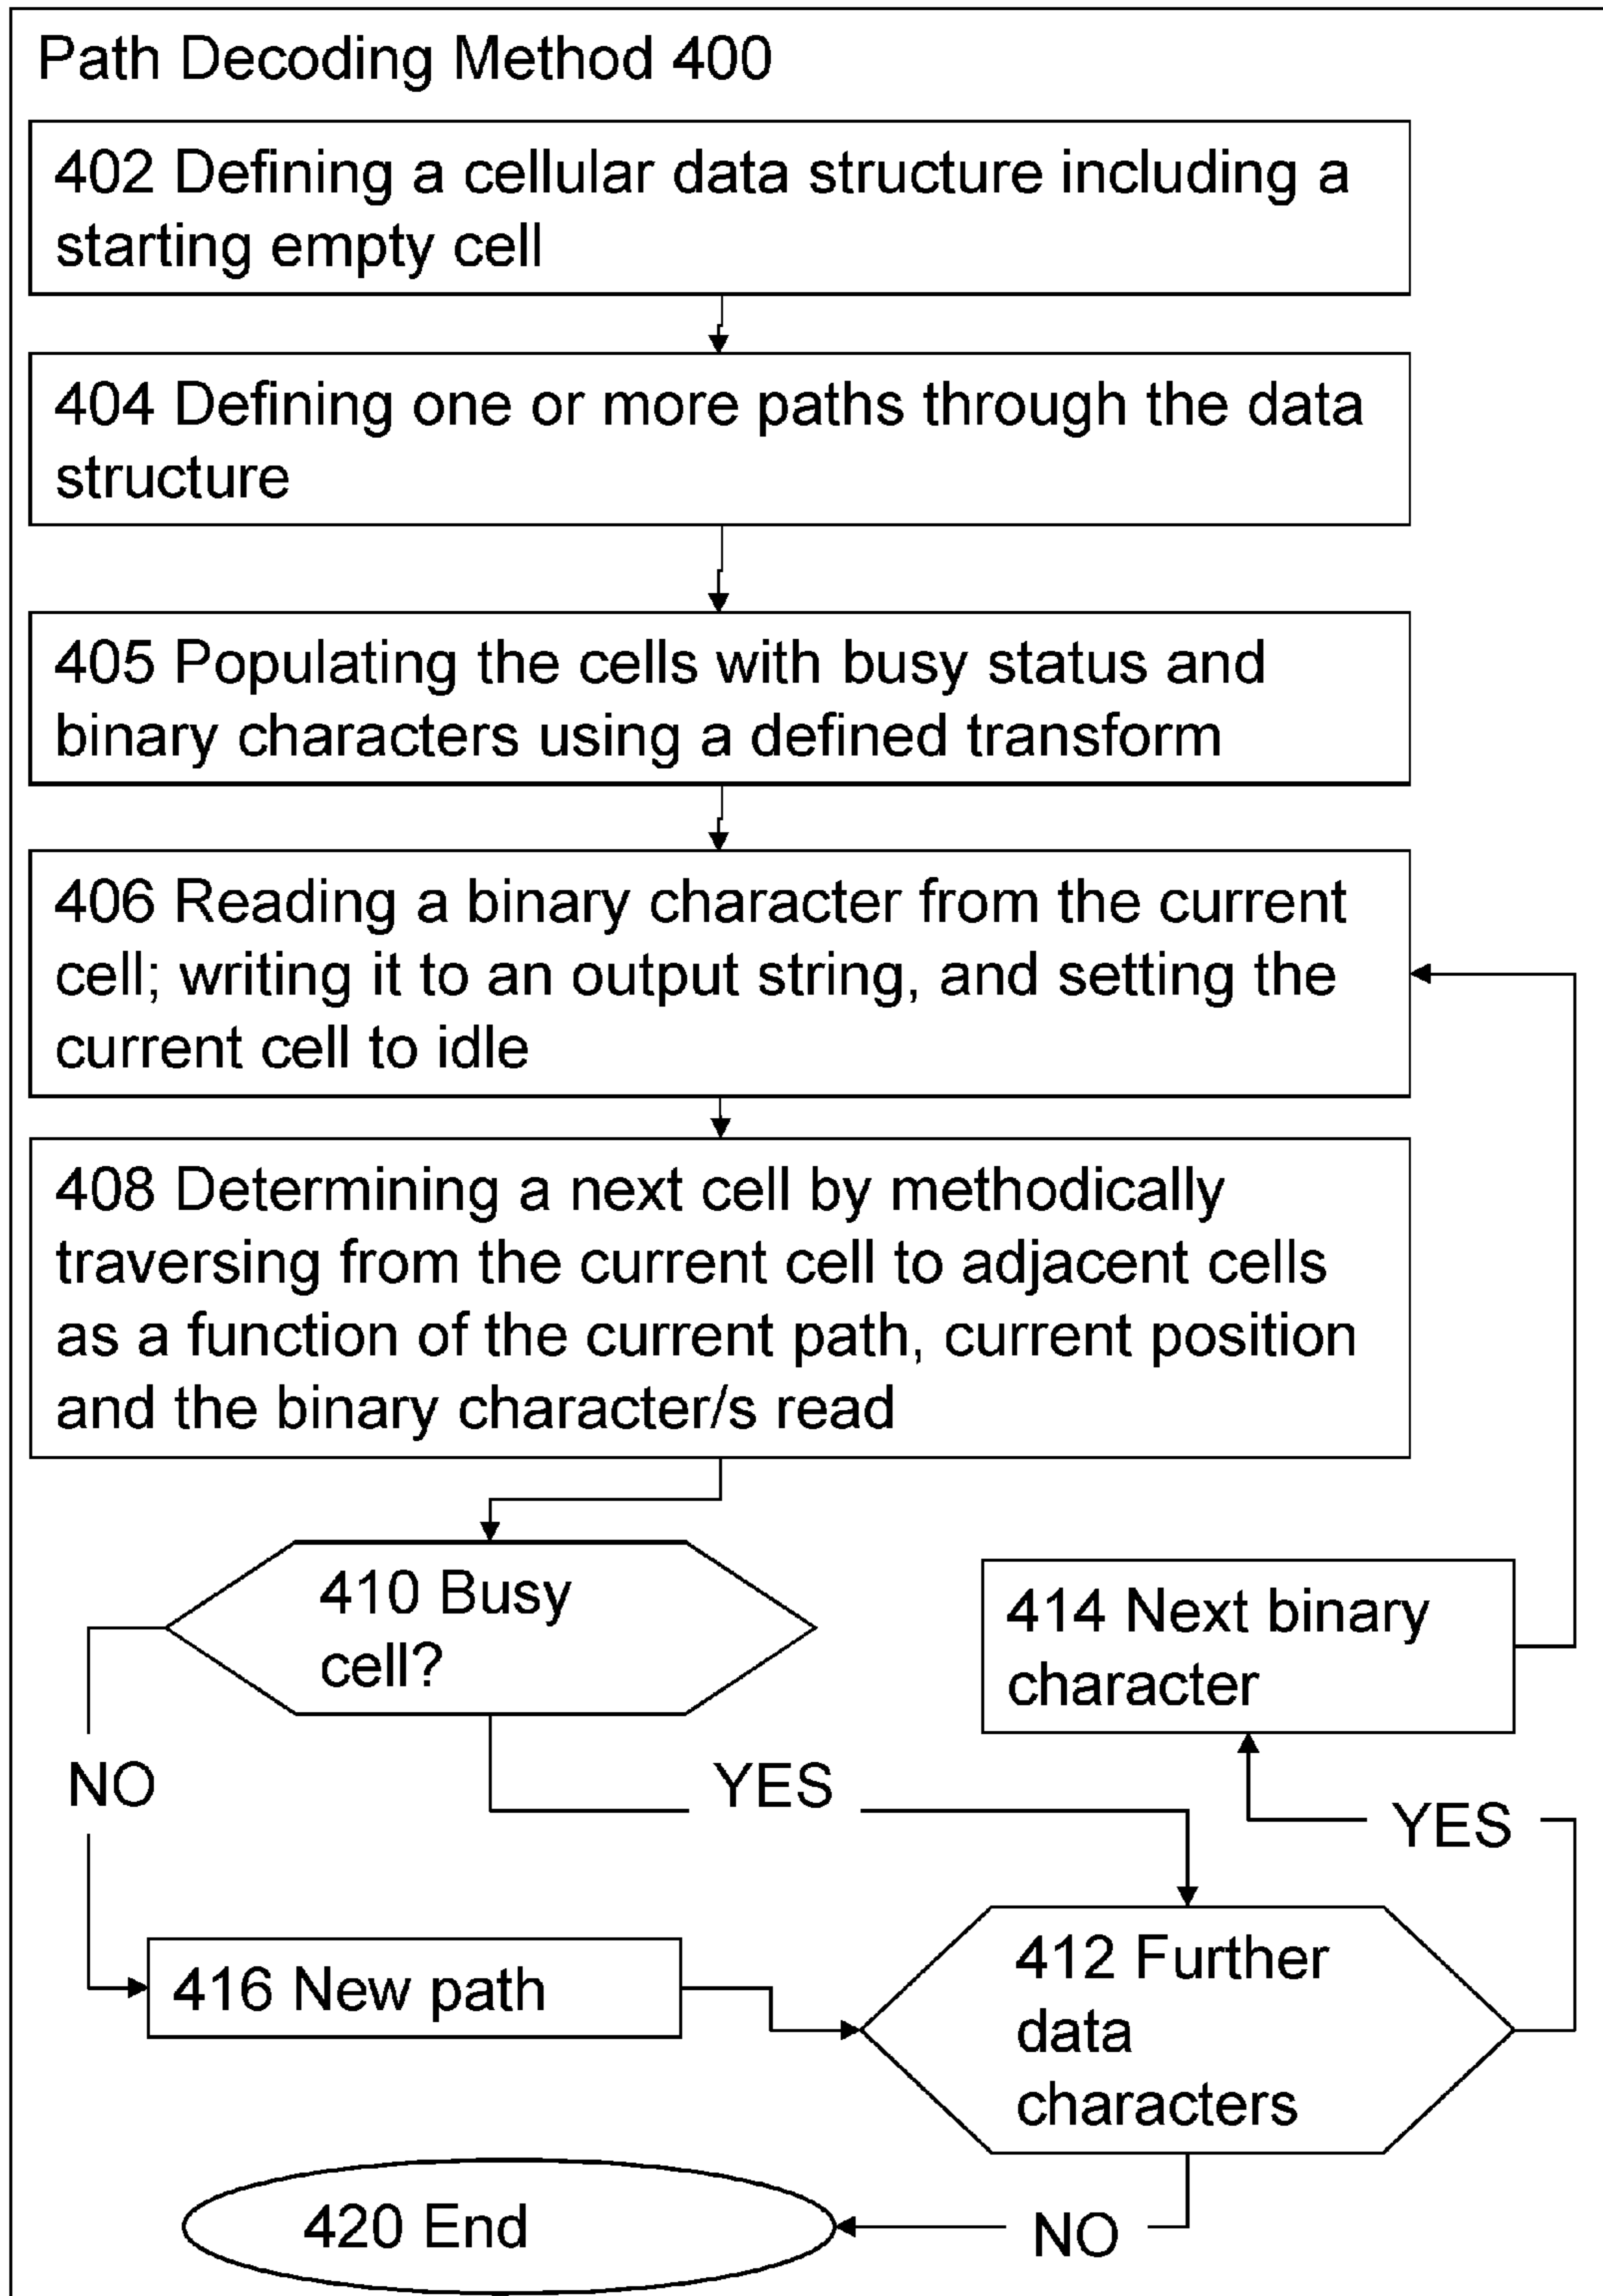 Path Decoding Method 400
402 Defining a cellular data structure including a
starting empty cell
404 Defining one or more paths through the data
structure
405 Populating the cells with busy status and
binary characters using a defined transform
406 Reading a binary character from the current
cell; writing it to an output string, and setting the
current cell to idle
408 Determining a next cell by methodically
traversing from the current cell to adjacent cells
as a function of the current path, current position
and the binary character/s read
410 Busy
cell?
414 Next binary
character
NO
YES
YES
416 New path
412 Further
data
characters
420 End
NO